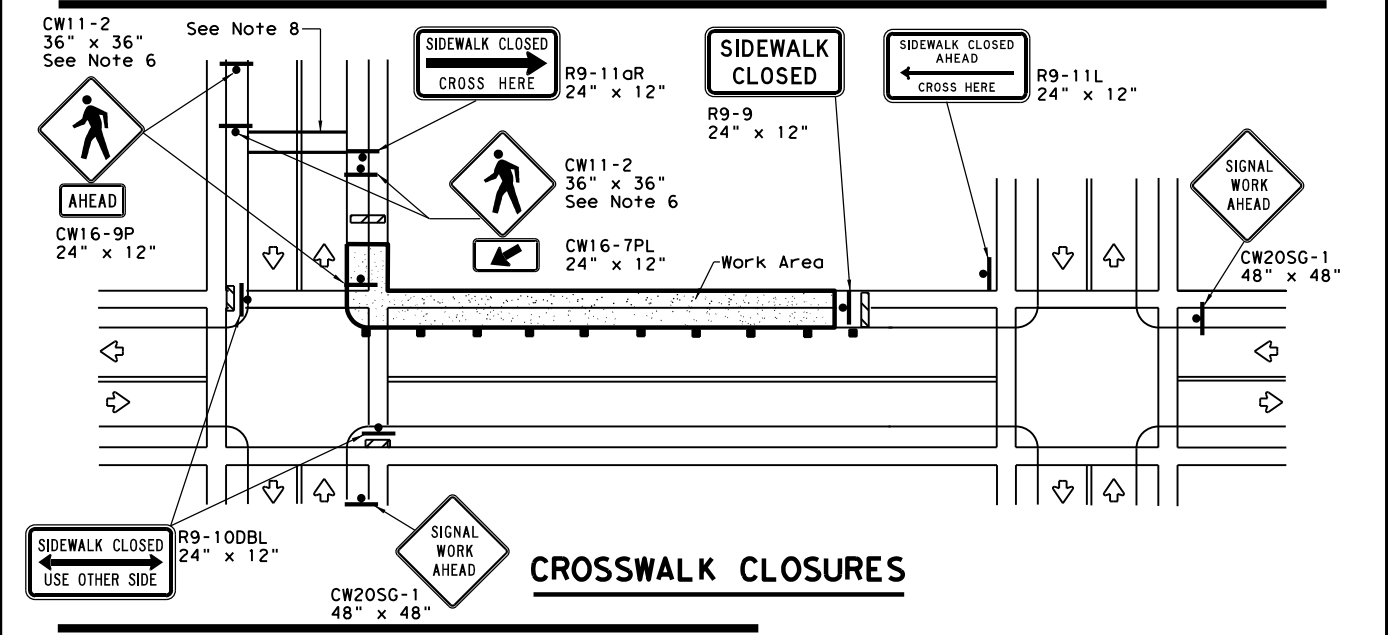 CW11-2
36" x 36"
See Note 6
See Note 8
SIDEWALK CLOSED
CROSS HERE
R9-11aR
24" x 12"
SIDEWALK
CLOSED
R9-9
24" x 12"
SIDEWALK CLOSED
AHEAD
CROSS HERE
R9-11L
24" x 12"
AHEAD
CW16-9P
24" x 12"
CW11-2
36" x 36"
See Note 6
CW16-7PL
24" x 12"
Work Area
SIGNAL
WORK
AHEAD
CW20SG-1
48" x 48"
SIDEWALK CLOSED
USE OTHER SIDE
R9-10DBL
24" x 12"
SIGNAL
WORK
AHEAD
CW20SG-1
48" x 48"
CROSSWALK CLOSURES